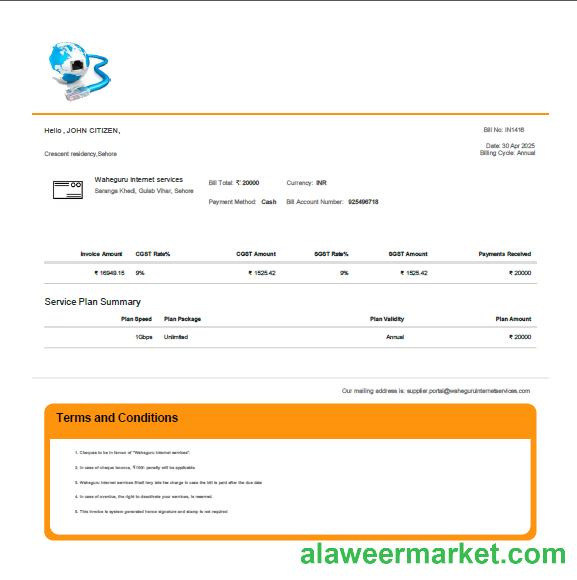 Hello , JOHN CITIZEN,
Bill No: IN1416
Date: 30 Apr 2025
Crescent residency,Sehore
Billing Cycle: Annual
Waheguru internet services
Saranga Khedi, Gulab Vihar, Sehore
Bill Total: ₹ 20000 Currency: INR
Payment Method: Cash Bill Account Number: 925496718
Invoice Amount CGST Rate% CGST Amount SGST Rate% SGST Amount Payments Received
₹ 16949.15 9% ₹ 1525.42 9% ₹ 1525.42 ₹ 20000
Service Plan Summary
Plan Speed Plan Package Plan Validity Plan Amount
1Gbps Unlimited Annual ₹ 20000
Our mailing address is: supplier.portal@waheguruinternetservices.com
Terms and Conditions
1. Cheques to be in favour of "Waheguru internet services".
2. In case of cheque bounce, ₹100/- penalty will be applicable.
3. Waheguru internet services Shall levy late fee charge in case the bill is paid after the due date
4. In case of overdue, the right to deactivate your services, is reserved.
5. This invoice is system generated hence signature and stamp is not required
alaweermarket.com